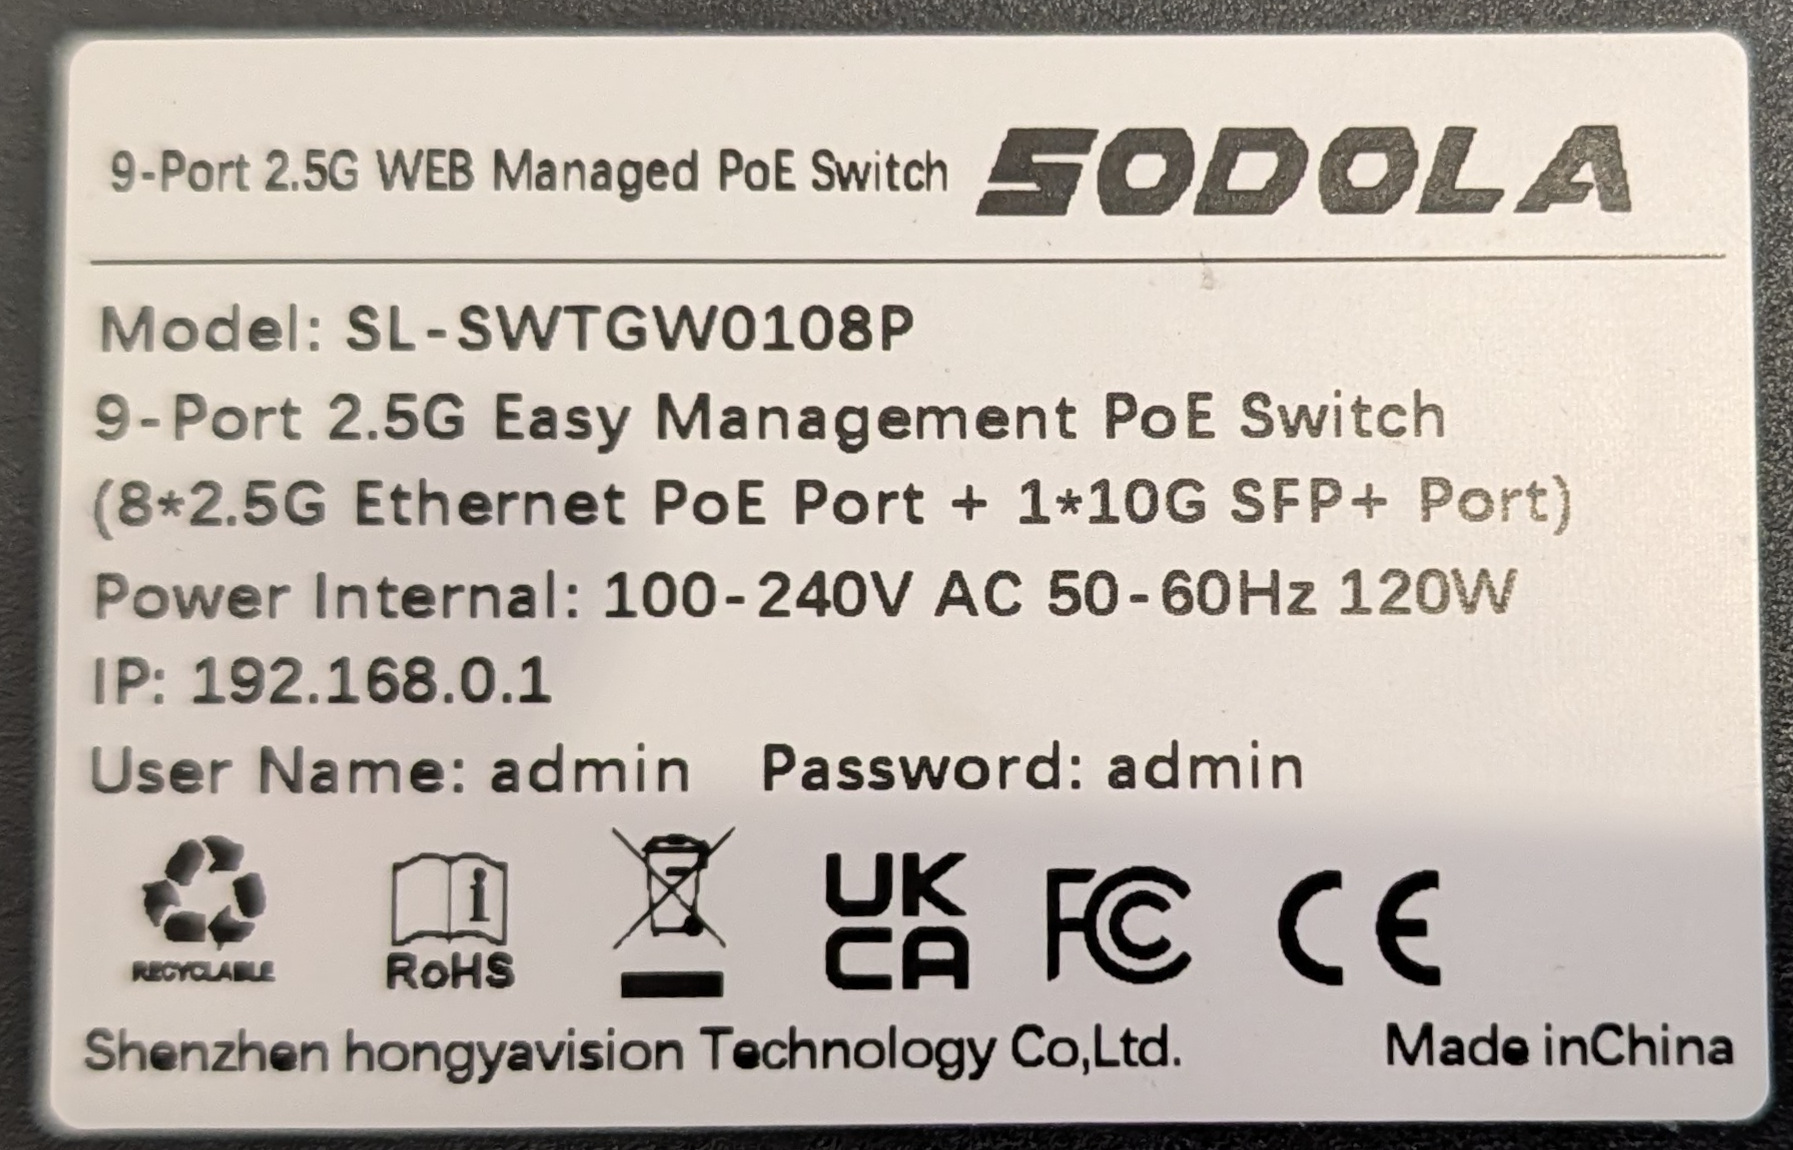 9-Port 2.5G WEB Managed PoE Switch SODOLA
Model: SL-SWTGW0108P
9-Port 2.5G Easy Management PoE Switch
(8*2.5G Ethernet PoE Port + 1*10G SFP+ Port)
Power Internal: 100-240V AC 50-60Hz 120W
IP: 192.168.0.1
User Name: admin Password: admin
RECYCLABLE RoHS UK CA FC CE
Shenzhen hongyavision Technology Co,Ltd. Made inChina